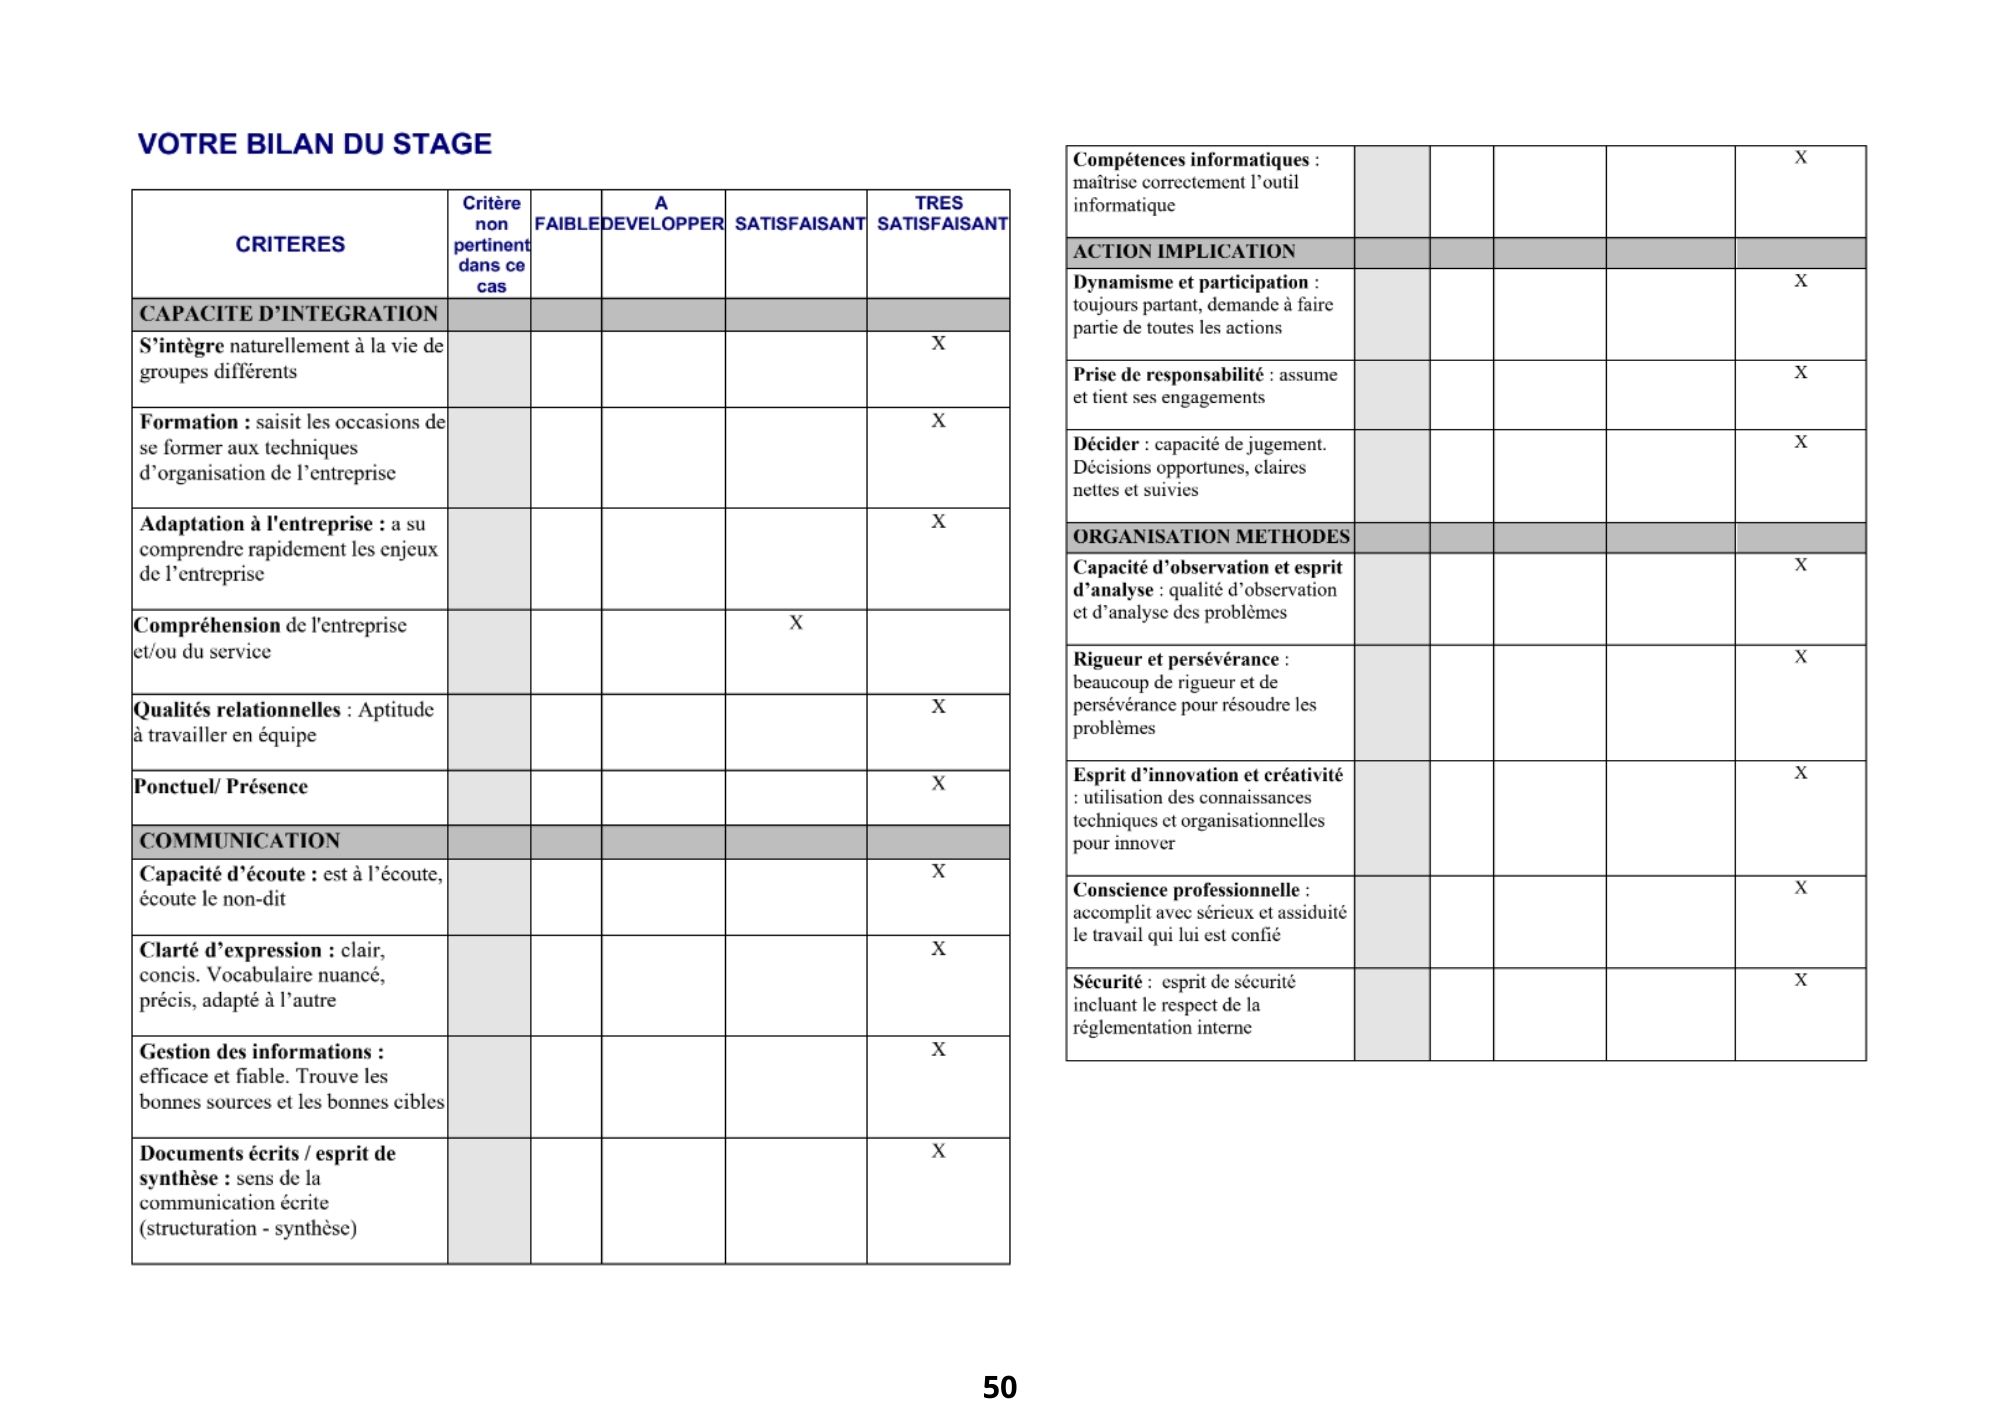 VOTRE BILAN DU STAGE
CRITERES
Critère
non
pertinent
dans ce
cas
FAIBLE
A
DEVELOPPER
SATISFAISANT
TRES
SATISFAISANT
CAPACITE D’INTEGRATION
S’intègre naturellement à la vie de X
groupes différents
Formation : saisit les occasions de X
se former aux techniques
d’organisation de l’entreprise
Adaptation à l'entreprise : a su X
comprendre rapidement les enjeux
de l’entreprise
Compréhension de l'entreprise X
et/ou du service
Qualités relationnelles : Aptitude X
à travailler en équipe
Ponctuel/ Présence X
COMMUNICATION
Capacité d’écoute : est à l’écoute, X
écoute le non-dit
Clarté d’expression : clair, X
concis. Vocabulaire nuancé,
précis, adapté à l’autre
Gestion des informations : X
efficace et fiable. Trouve les
bonnes sources et les bonnes cibles
Documents écrits / esprit de X
synthèse : sens de la
communication écrite
(structuration - synthèse)
Compétences informatiques : X
maîtrise correctement l’outil
informatique
ACTION IMPLICATION
Dynamisme et participation : X
toujours partant, demande à faire
partie de toutes les actions
Prise de responsabilité : assume X
et tient ses engagements
Décider : capacité de jugement. X
Décisions opportunes, claires
nettes et suivies
ORGANISATION METHODES
Capacité d’observation et esprit X
d’analyse : qualité d’observation
et d’analyse des problèmes
Rigueur et persévérance : X
beaucoup de rigueur et de
persévérance pour résoudre les
problèmes
Esprit d’innovation et créativité X
: utilisation des connaissances
techniques et organisationnelles
pour innover
Conscience professionnelle : X
accomplit avec sérieux et assiduité
le travail qui lui est confié
Sécurité : esprit de sécurité X
incluant le respect de la
réglementation interne
50